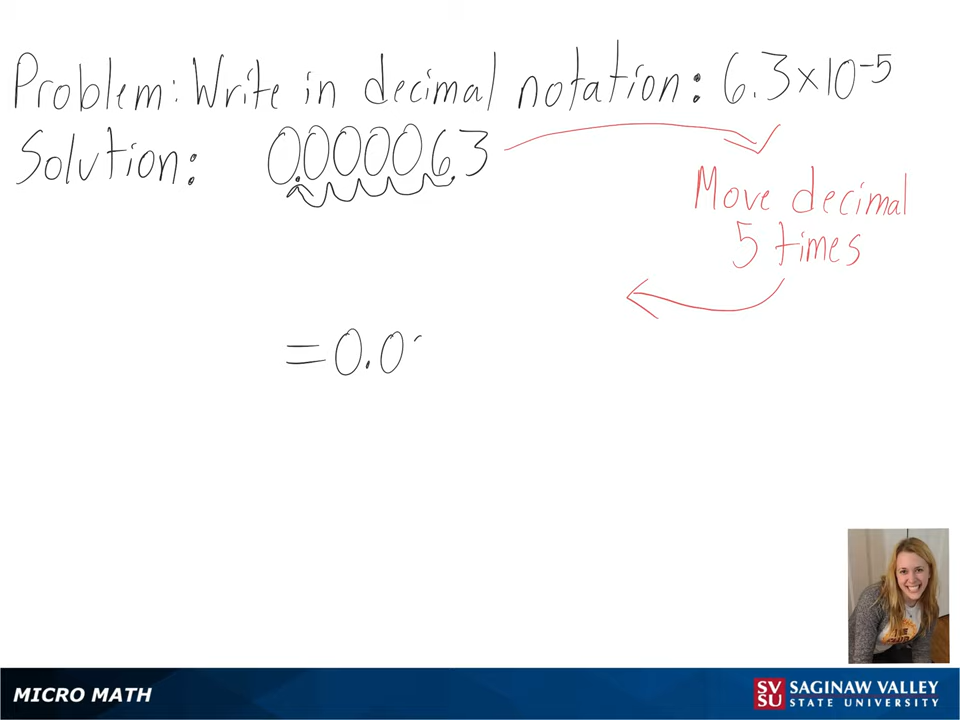 Problem: Write in decimal notation: 6.3×10⁻⁵
Solution: 0.000063
Move decimal
5 times
=0.0
MICRO MATH
SVSU SAGINAW VALLEY
STATE UNIVERSITY